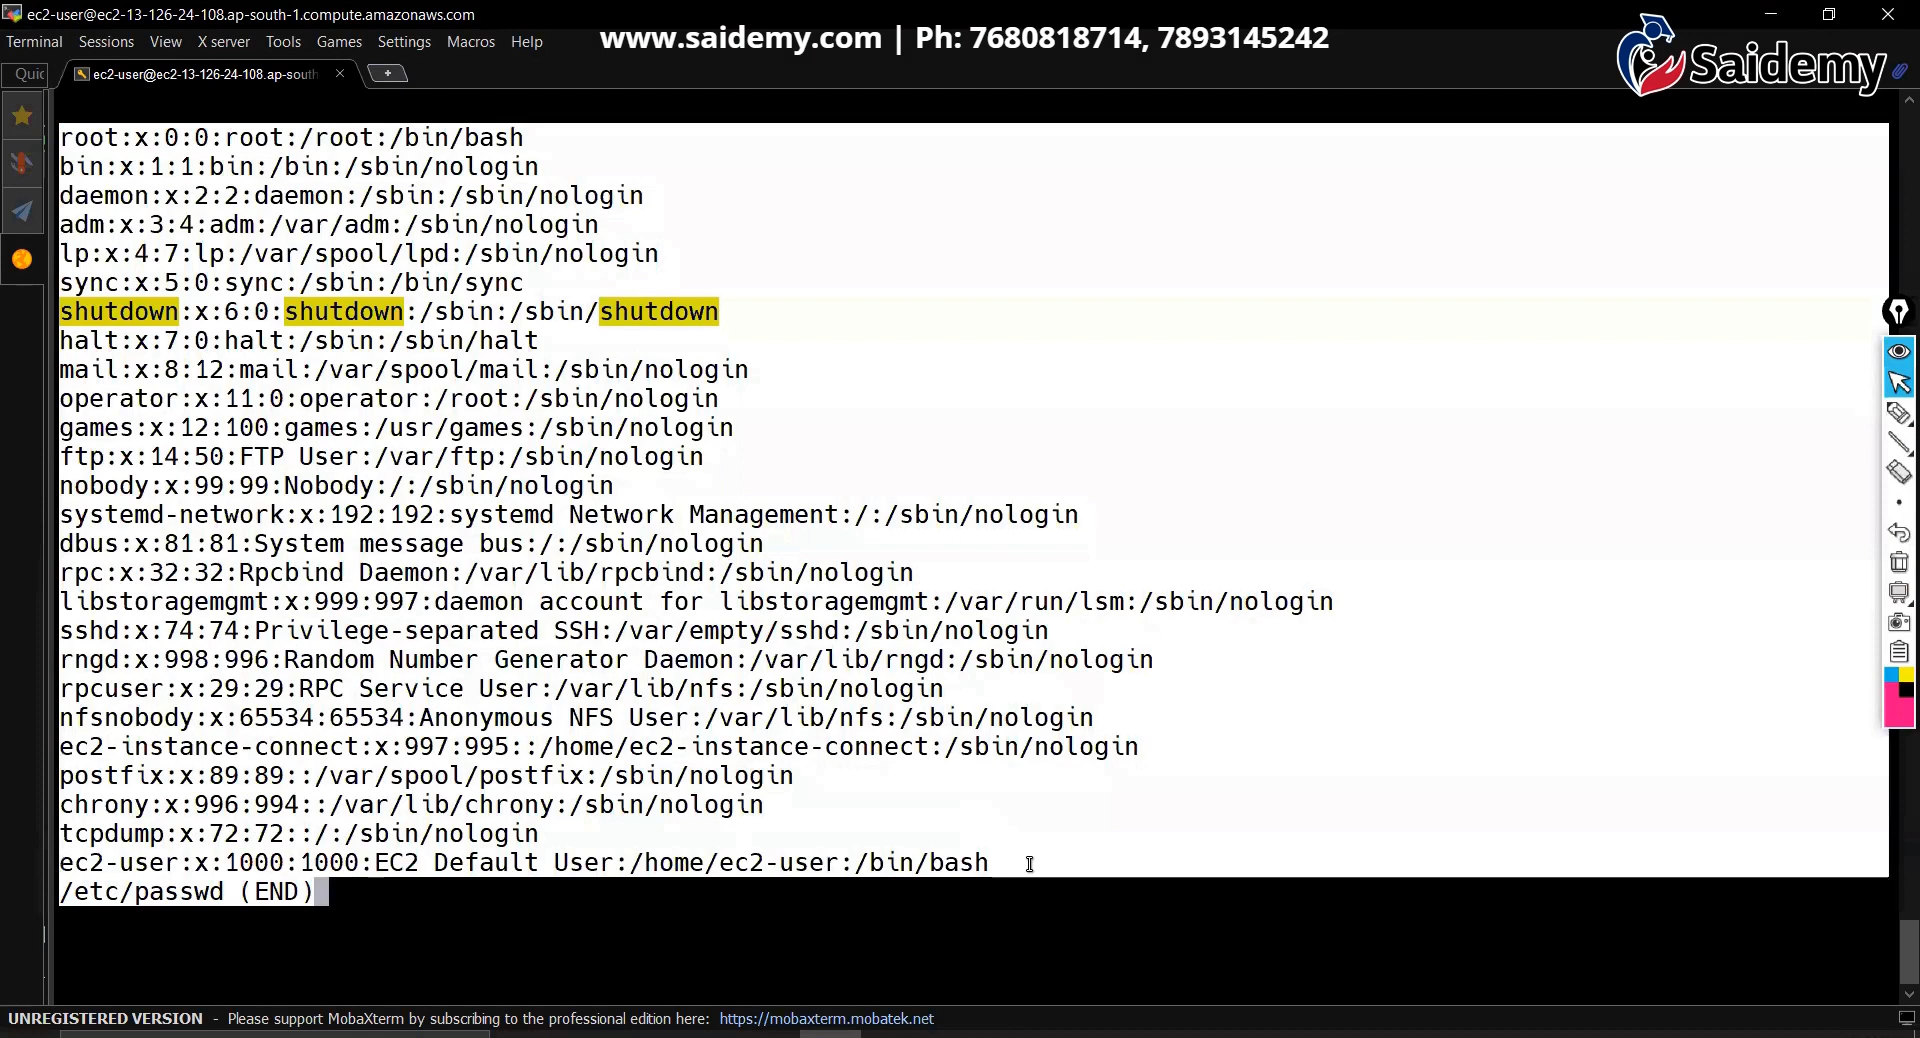 ec2-user@ec2-13-126-24-108.ap-south-1.compute.amazonaws.com
Terminal Sessions View X server Tools Games Settings Macros Help
www.saidemy.com | Ph: 7680818714, 7893145242
Saidemy
Quic
ec2-user@ec2-13-126-24-108.ap-south
root:x:0:0:root:/root:/bin/bash
bin:x:1:1:bin:/bin:/sbin/nologin
daemon:x:2:2:daemon:/sbin:/sbin/nologin
adm:x:3:4:adm:/var/adm:/sbin/nologin
lp:x:4:7:lp:/var/spool/lpd:/sbin/nologin
sync:x:5:0:sync:/sbin:/bin/sync
shutdown:x:6:0:shutdown:/sbin:/sbin/shutdown
halt:x:7:0:halt:/sbin:/sbin/halt
mail:x:8:12:mail:/var/spool/mail:/sbin/nologin
operator:x:11:0:operator:/root:/sbin/nologin
games:x:12:100:games:/usr/games:/sbin/nologin
ftp:x:14:50:FTP User:/var/ftp:/sbin/nologin
nobody:x:99:99:Nobody:/:/sbin/nologin
systemd-network:x:192:192:systemd Network Management:/:/sbin/nologin
dbus:x:81:81:System message bus:/:/sbin/nologin
rpc:x:32:32:Rpcbind Daemon:/var/lib/rpcbind:/sbin/nologin
libstoragemgmt:x:999:997:daemon account for libstoragemgmt:/var/run/lsm:/sbin/nologin
sshd:x:74:74:Privilege-separated SSH:/var/empty/sshd:/sbin/nologin
rngd:x:998:996:Random Number Generator Daemon:/var/lib/rngd:/sbin/nologin
rpcuser:x:29:29:RPC Service User:/var/lib/nfs:/sbin/nologin
nfsnobody:x:65534:65534:Anonymous NFS User:/var/lib/nfs:/sbin/nologin
ec2-instance-connect:x:997:995::/home/ec2-instance-connect:/sbin/nologin
postfix:x:89:89::/var/spool/postfix:/sbin/nologin
chrony:x:996:994::/var/lib/chrony:/sbin/nologin
tcpdump:x:72:72::/:/sbin/nologin
ec2-user:x:1000:1000:EC2 Default User:/home/ec2-user:/bin/bash
/etc/passwd (END)
UNREGISTERED VERSION - Please support MobaXterm by subscribing to the professional edition here: https://mobaxterm.mobatek.net